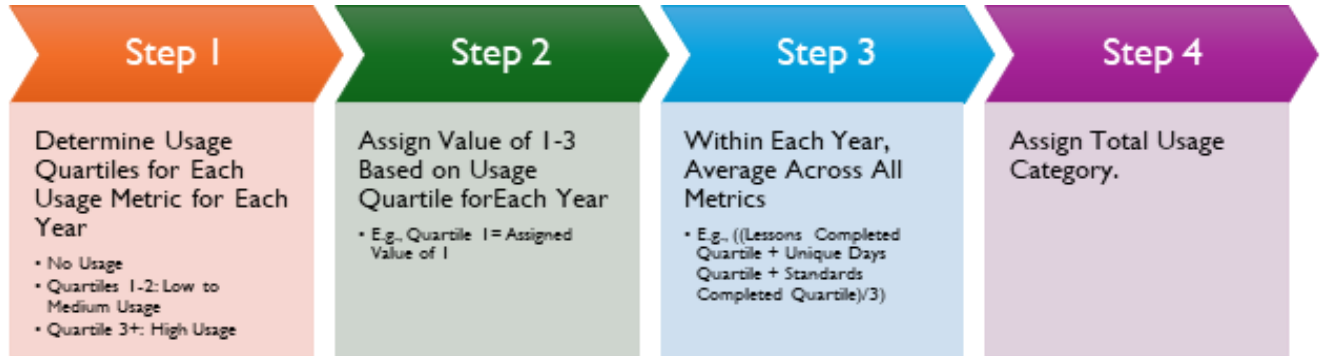 Step 1
Determine Usage
Quartiles for Each
Usage Metric for Each
Year
• No Usage
• Quartiles 1-2: Low to
Medium Usage
• Quartile 3+: High Usage
Step 2
Assign Value of 1-3
Based on Usage
Quartile forEach Year
• E.g., Quartile 1= Assigned
Value of 1
Step 3
Within Each Year,
Average Across All
Metrics
• E.g., ((Lessons Completed
Quartile + Unique Days
Quartile + Standards
Completed Quartile)/3)
Step 4
Assign Total Usage
Category.